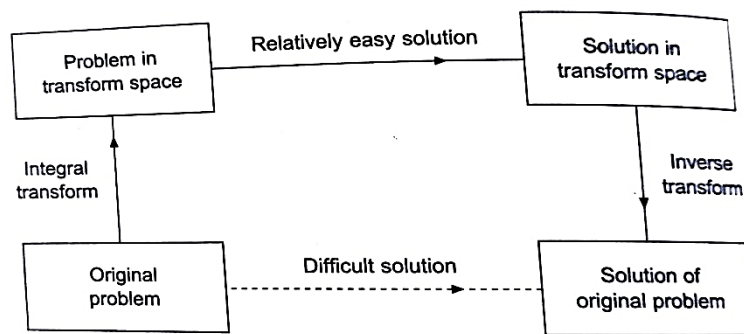 Problem in
transform space
Relatively easy solution
Solution in
transform space
Integral
transform
Inverse
transform
Original
problem
Difficult solution
Solution of
original problem